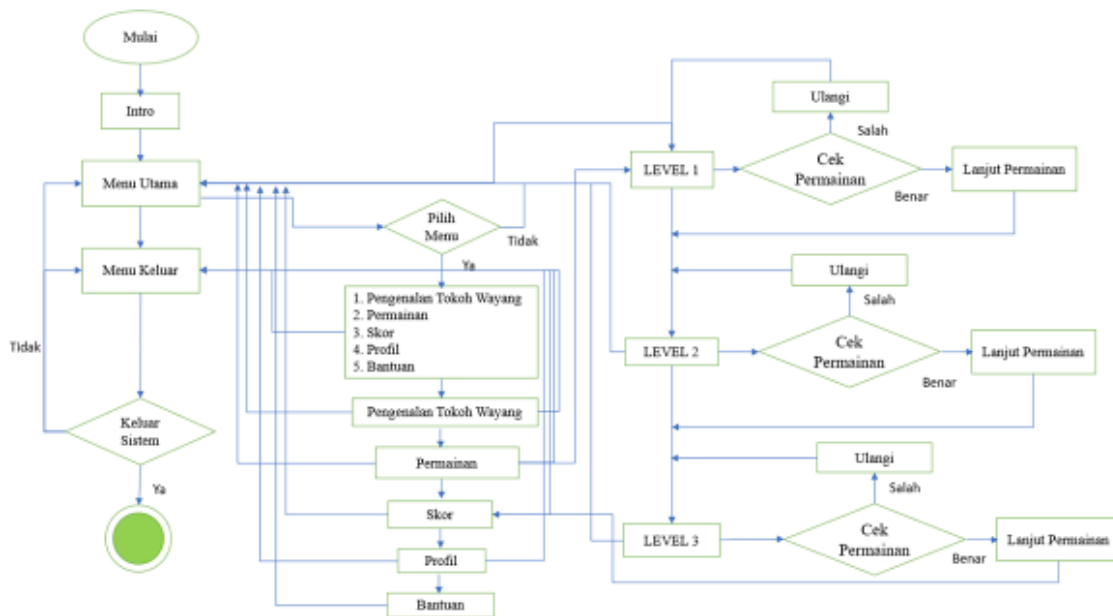 Mulai
Intro
Menu Utama
Menu Keluar
Tidak
Keluar
Sistem
Ya
Pilih
Menu
Tidak
Ya
1. Pengenalan Tokoh Wayang
2. Permainan
3. Skor
4. Profil
5. Bantuan
Pengenalan Tokoh Wayang
Permainan
Skor
Profil
Bantuan
Ulangi
Salah
LEVEL 1
Cek
Permainan
Benar
Lanjut Permainan
Ulangi
Salah
LEVEL 2
Cek
Permainan
Benar
Lanjut Permainan
Ulangi
Salah
LEVEL 3
Cek
Permainan
Benar
Lanjut Permainan